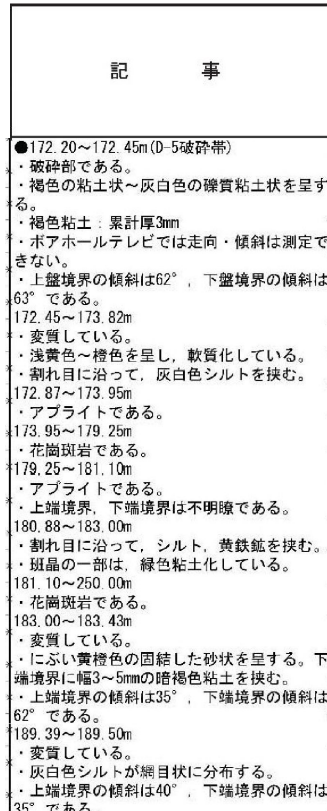 記　事
●172.20～172.45m(D-5破砕帯)
・破砕部である。
・褐色の粘土状～灰白色の礫質粘土状を呈す
る。
・褐色粘土：累計厚3mm
・ボアホールテレビでは走向・傾斜は測定で
きない。
・上盤境界の傾斜は62°，下盤境界の傾斜は
63°である。
172.45～173.82m
・変質している。
・浅黄色～橙色を呈し，軟質化している。
・割れ目に沿って，灰白色シルトを挟む。
172.87～173.95m
・アプライトである。
173.95～179.25m
・花崗斑岩である。
179.25～181.10m
・アプライトである。
・上端境界，下端境界は不明瞭である。
180.88～183.00m
・割れ目に沿って，シルト，黄鉄鉱を挟む。
・斑晶の一部は，緑色粘土化している。
181.10～250.00m
・花崗斑岩である。
183.00～183.43m
・変質している。
・にぶい黄橙色の固結した砂状を呈する。下
端境界に幅3～5mmの暗褐色粘土を挟む。
・上端境界の傾斜は35°，下端境界の傾斜は
62°である。
189.39～189.50m
・変質している。
・灰白色シルトが網目状に分布する。
・上端境界の傾斜は40°，下端境界の傾斜は
35°である。